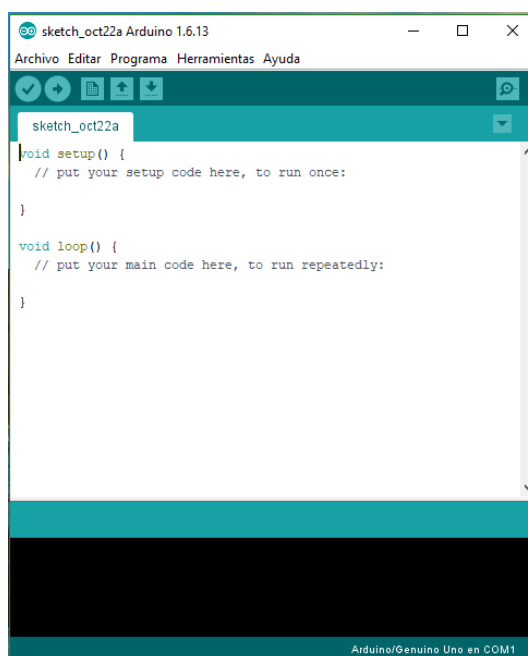 sketch_oct22a Arduino 1.6.13
Archivo Editar Programa Herramientas Ayuda
sketch_oct22a
void setup() {
// put your setup code here, to run once:
}
void loop() {
// put your main code here, to run repeatedly:
}
Arduino/Genuino Uno en COM1